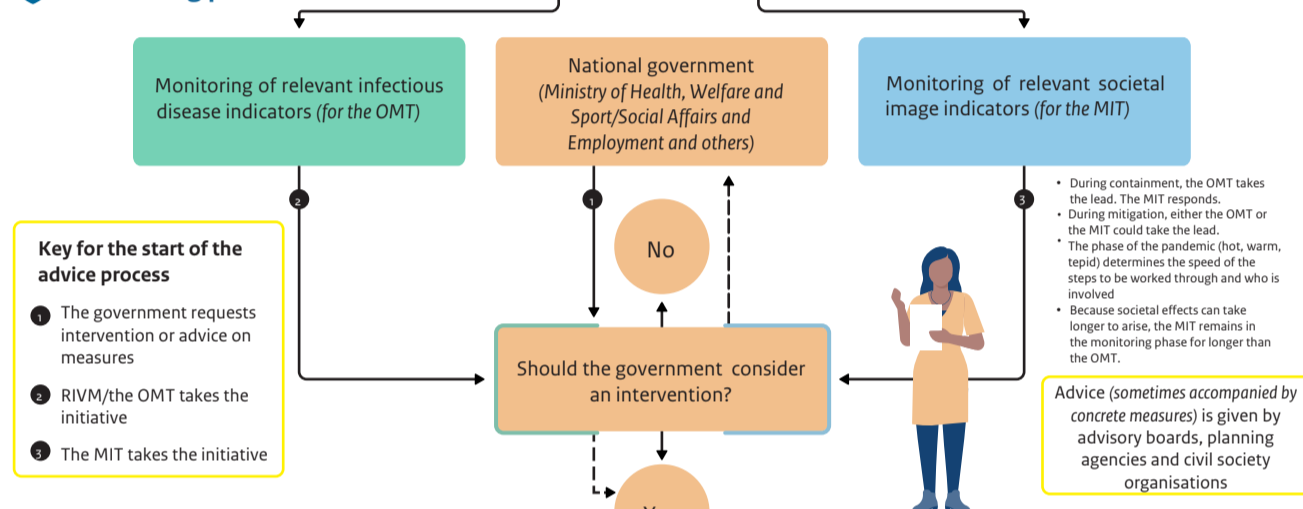 Monitoring of relevant infectious
disease indicators (for the OMT)
National government
(Ministry of Health, Welfare and
Sport/Social Affairs and
Employment and others)
Monitoring of relevant societal
image indicators (for the MIT)
2
1
3
No
• During containment, the OMT takes
the lead. The MIT responds.
• During mitigation, either the OMT or
the MIT could take the lead.
• The phase of the pandemic (hot, warm,
tepid) determines the speed of the
steps to be worked through and who is
involved
• Because societal effects can take
longer to arise, the MIT remains in
the monitoring phase for longer than
the OMT.
Key for the start of the
advice process
1 The government requests
intervention or advice on
measures
2 RIVM/the OMT takes the
initiative
3 The MIT takes the initiative
Should the government consider
an intervention?
Advice (sometimes accompanied by
concrete measures) is given by
advisory boards, planning
agencies and civil society
organisations